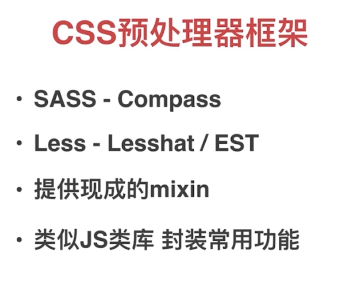 CSS预处理器框架
• SASS - Compass
• Less - Lesshat / EST
• 提供现成的mixin
• 类似JS类库 封装常用功能